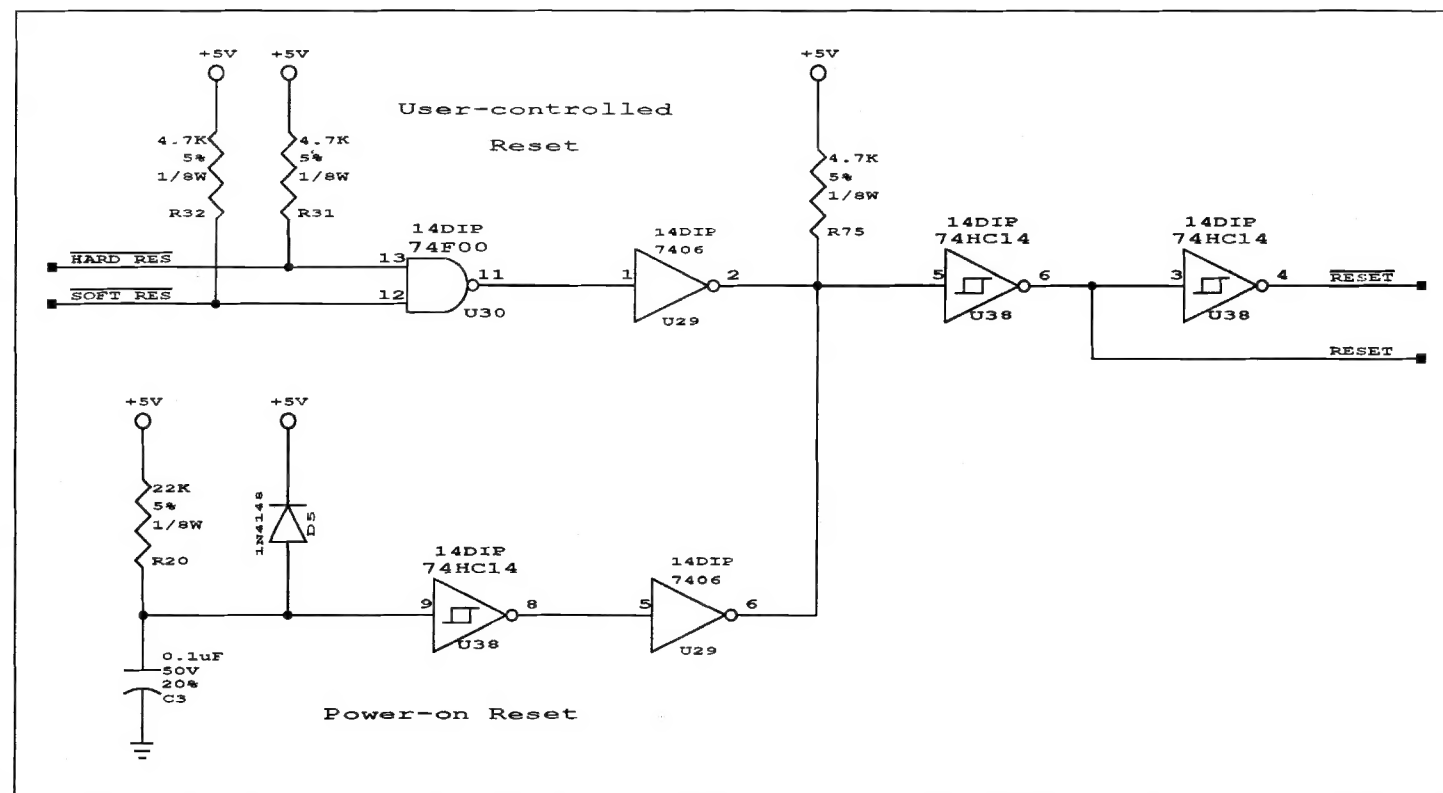 +5V
+5V
+5V
User-controlled
Reset
4.7K
5%
1/8W
R32
4.7K
5%
1/8W
R31
4.7K
5%
1/8W
R75
14DIP
74F00
14DIP
7406
14DIP
74HC14
14DIP
74HC14
HARD RES
13
11
1
2
5
6
3
4
RESET
SOFT RES
12
U30
U29
U38
U38
RESET
+5V
+5V
22K
5%
1/8W
R20
1N4148
D5
14DIP
74HC14
14DIP
7406
9
8
5
6
U38
U29
0.1uF
50V
20%
C3
Power-on Reset